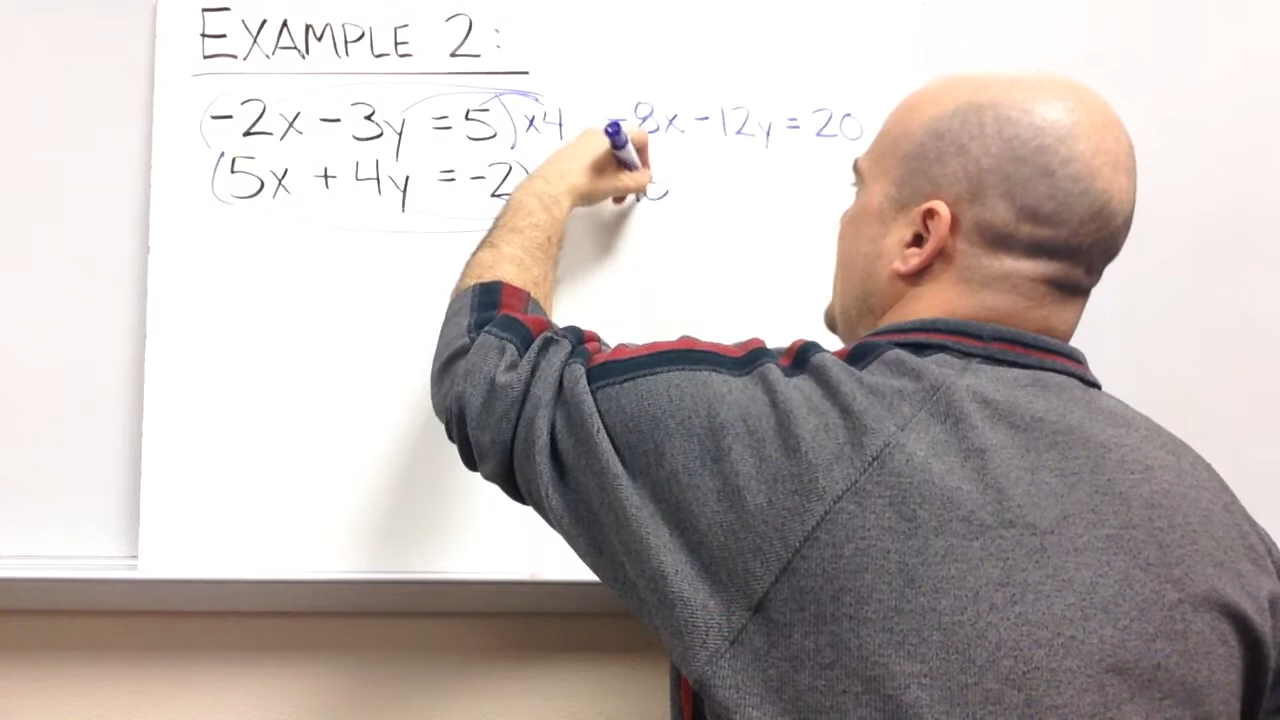 EXAMPLE 2:
(-2x - 3y = 5) x4 -8x - 12y = 20
(5x + 4y = -2)